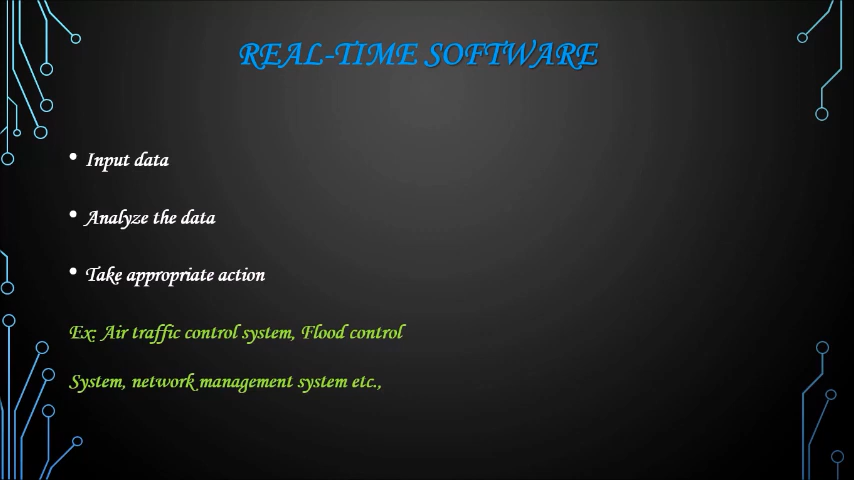 REAL-TIME SOFTWARE
• Input data
• Analyze the data
• Take appropriate action
Ex: Air traffic control system, Flood control
System, network management system etc.,